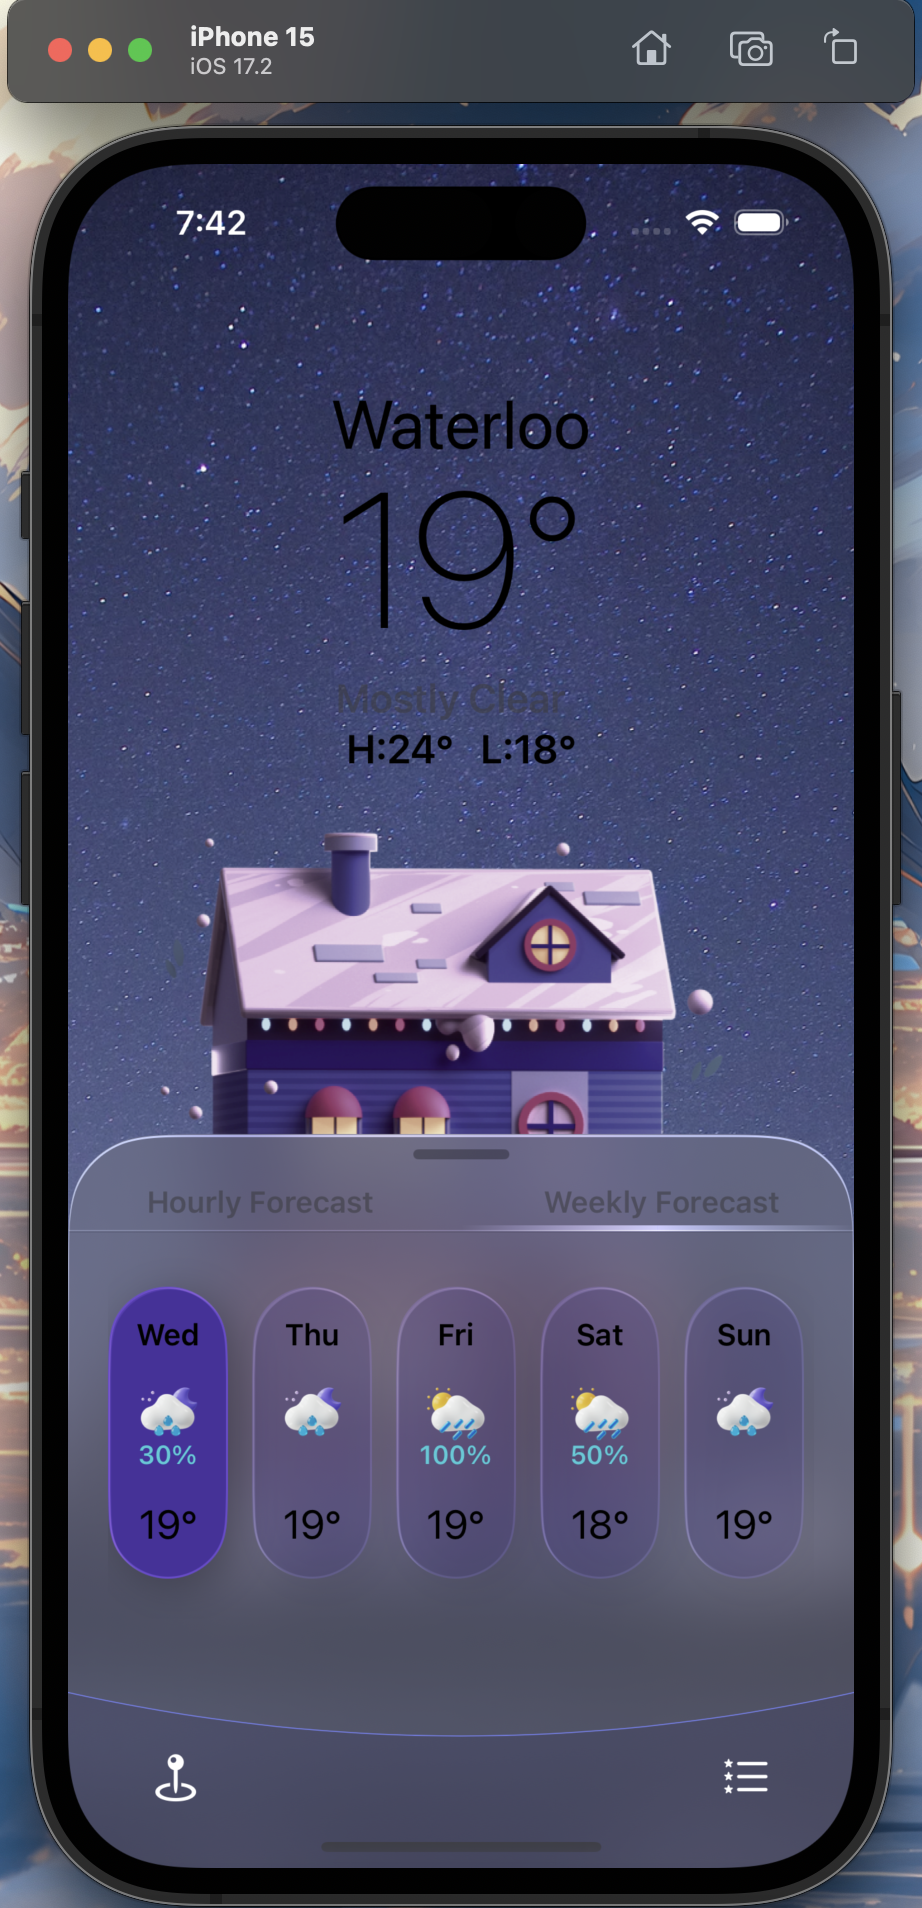 iPhone 15
iOS 17.2
7:42
Waterloo
19°
Mostly Clear
H:24° L:18°
Hourly Forecast Weekly Forecast
Wed Thu Fri Sat Sun
30% 100% 50%
19° 19° 19° 18° 19°